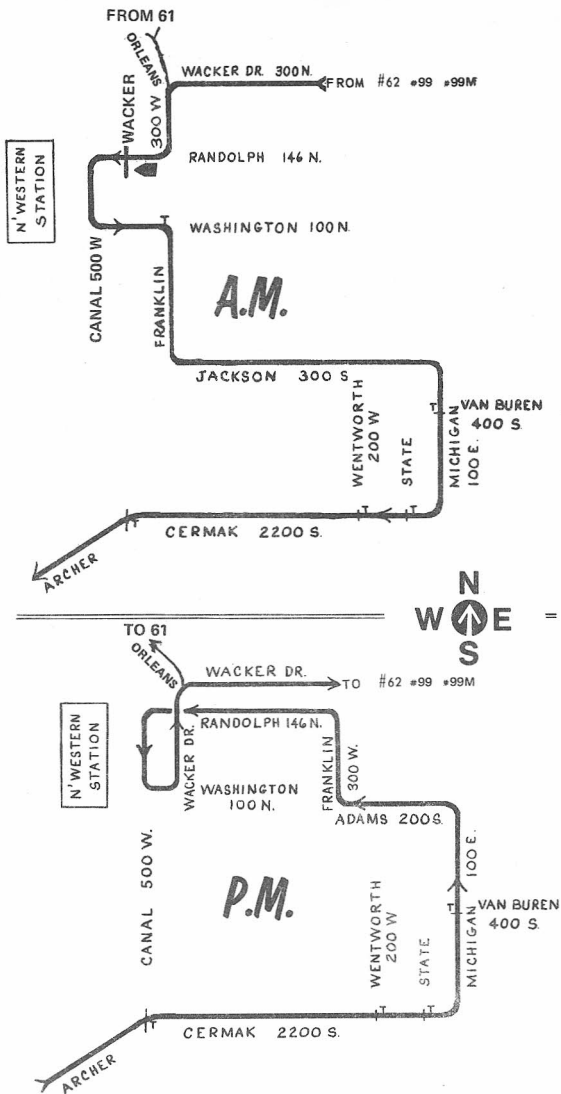 FROM 61
ORLEANS
WACKER DR. 300 N.
FROM #62 #99 #99M
WACKER
300 W
N'WESTERN
STATION
RANDOLPH 146 N.
T
WASHINGTON 100 N.
CANAL 500 W
FRANKLIN
A.M.
JACKSON 300 S
WENTWORTH
200 W
STATE
T
VAN BUREN
400 S.
MICHIGAN
100 E.
T
T
T
CERMAK 2200 S.
ARCHER
N
W E
S
TO 61
ORLEANS
WACKER DR.
TO #62 #99 #99M
N'WESTERN
STATION
RANDOLPH 146 N.
WACKER DR.
WASHINGTON
100 N.
FRANKLIN
300 W.
ADAMS 200 S.
CANAL 500 W.
P.M.
WENTWORTH
200 W
STATE
T
VAN BUREN
400 S.
MICHIGAN 100 E.
T
T
T
CERMAK 2200 S.
ARCHER